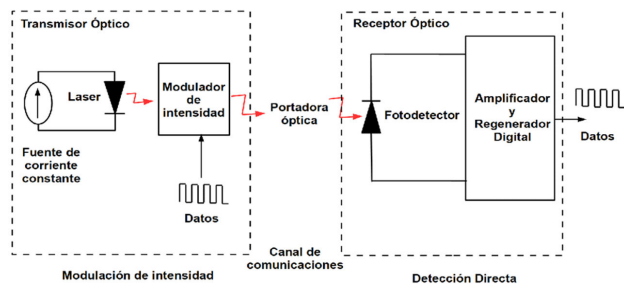 Transmisor Óptico
Laser
Modulador
de
intensidad
Fuente de
corriente
constante
Datos
Modulación de intensidad
Portadora
óptica
Canal de
comunicaciones
Receptor Óptico
Fotodetector
Amplificador
y
Regenerador
Digital
Datos
Detección Directa